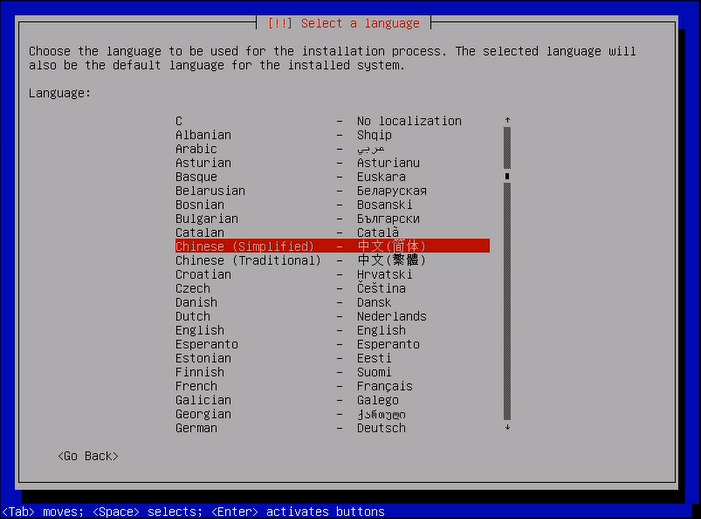 [!!] Select a language
Choose the language to be used for the installation process. The selected language will
also be the default language for the installed system.
Language:
C - No localization
Albanian - Shqip
Arabic - عربي
Asturian - Asturianu
Basque - Euskara
Belarusian - Беларуская
Bosnian - Bosanski
Bulgarian - Български
Catalan - Català
Chinese (Simplified) - 中文(简体)
Chinese (Traditional) - 中文(繁體)
Croatian - Hrvatski
Czech - Čeština
Danish - Dansk
Dutch - Nederlands
English - English
Esperanto - Esperanto
Estonian - Eesti
Finnish - Suomi
French - Français
Galician - Galego
Georgian - ქართული
German - Deutsch
<Go Back>
<Tab> moves; <Space> selects; <Enter> activates buttons